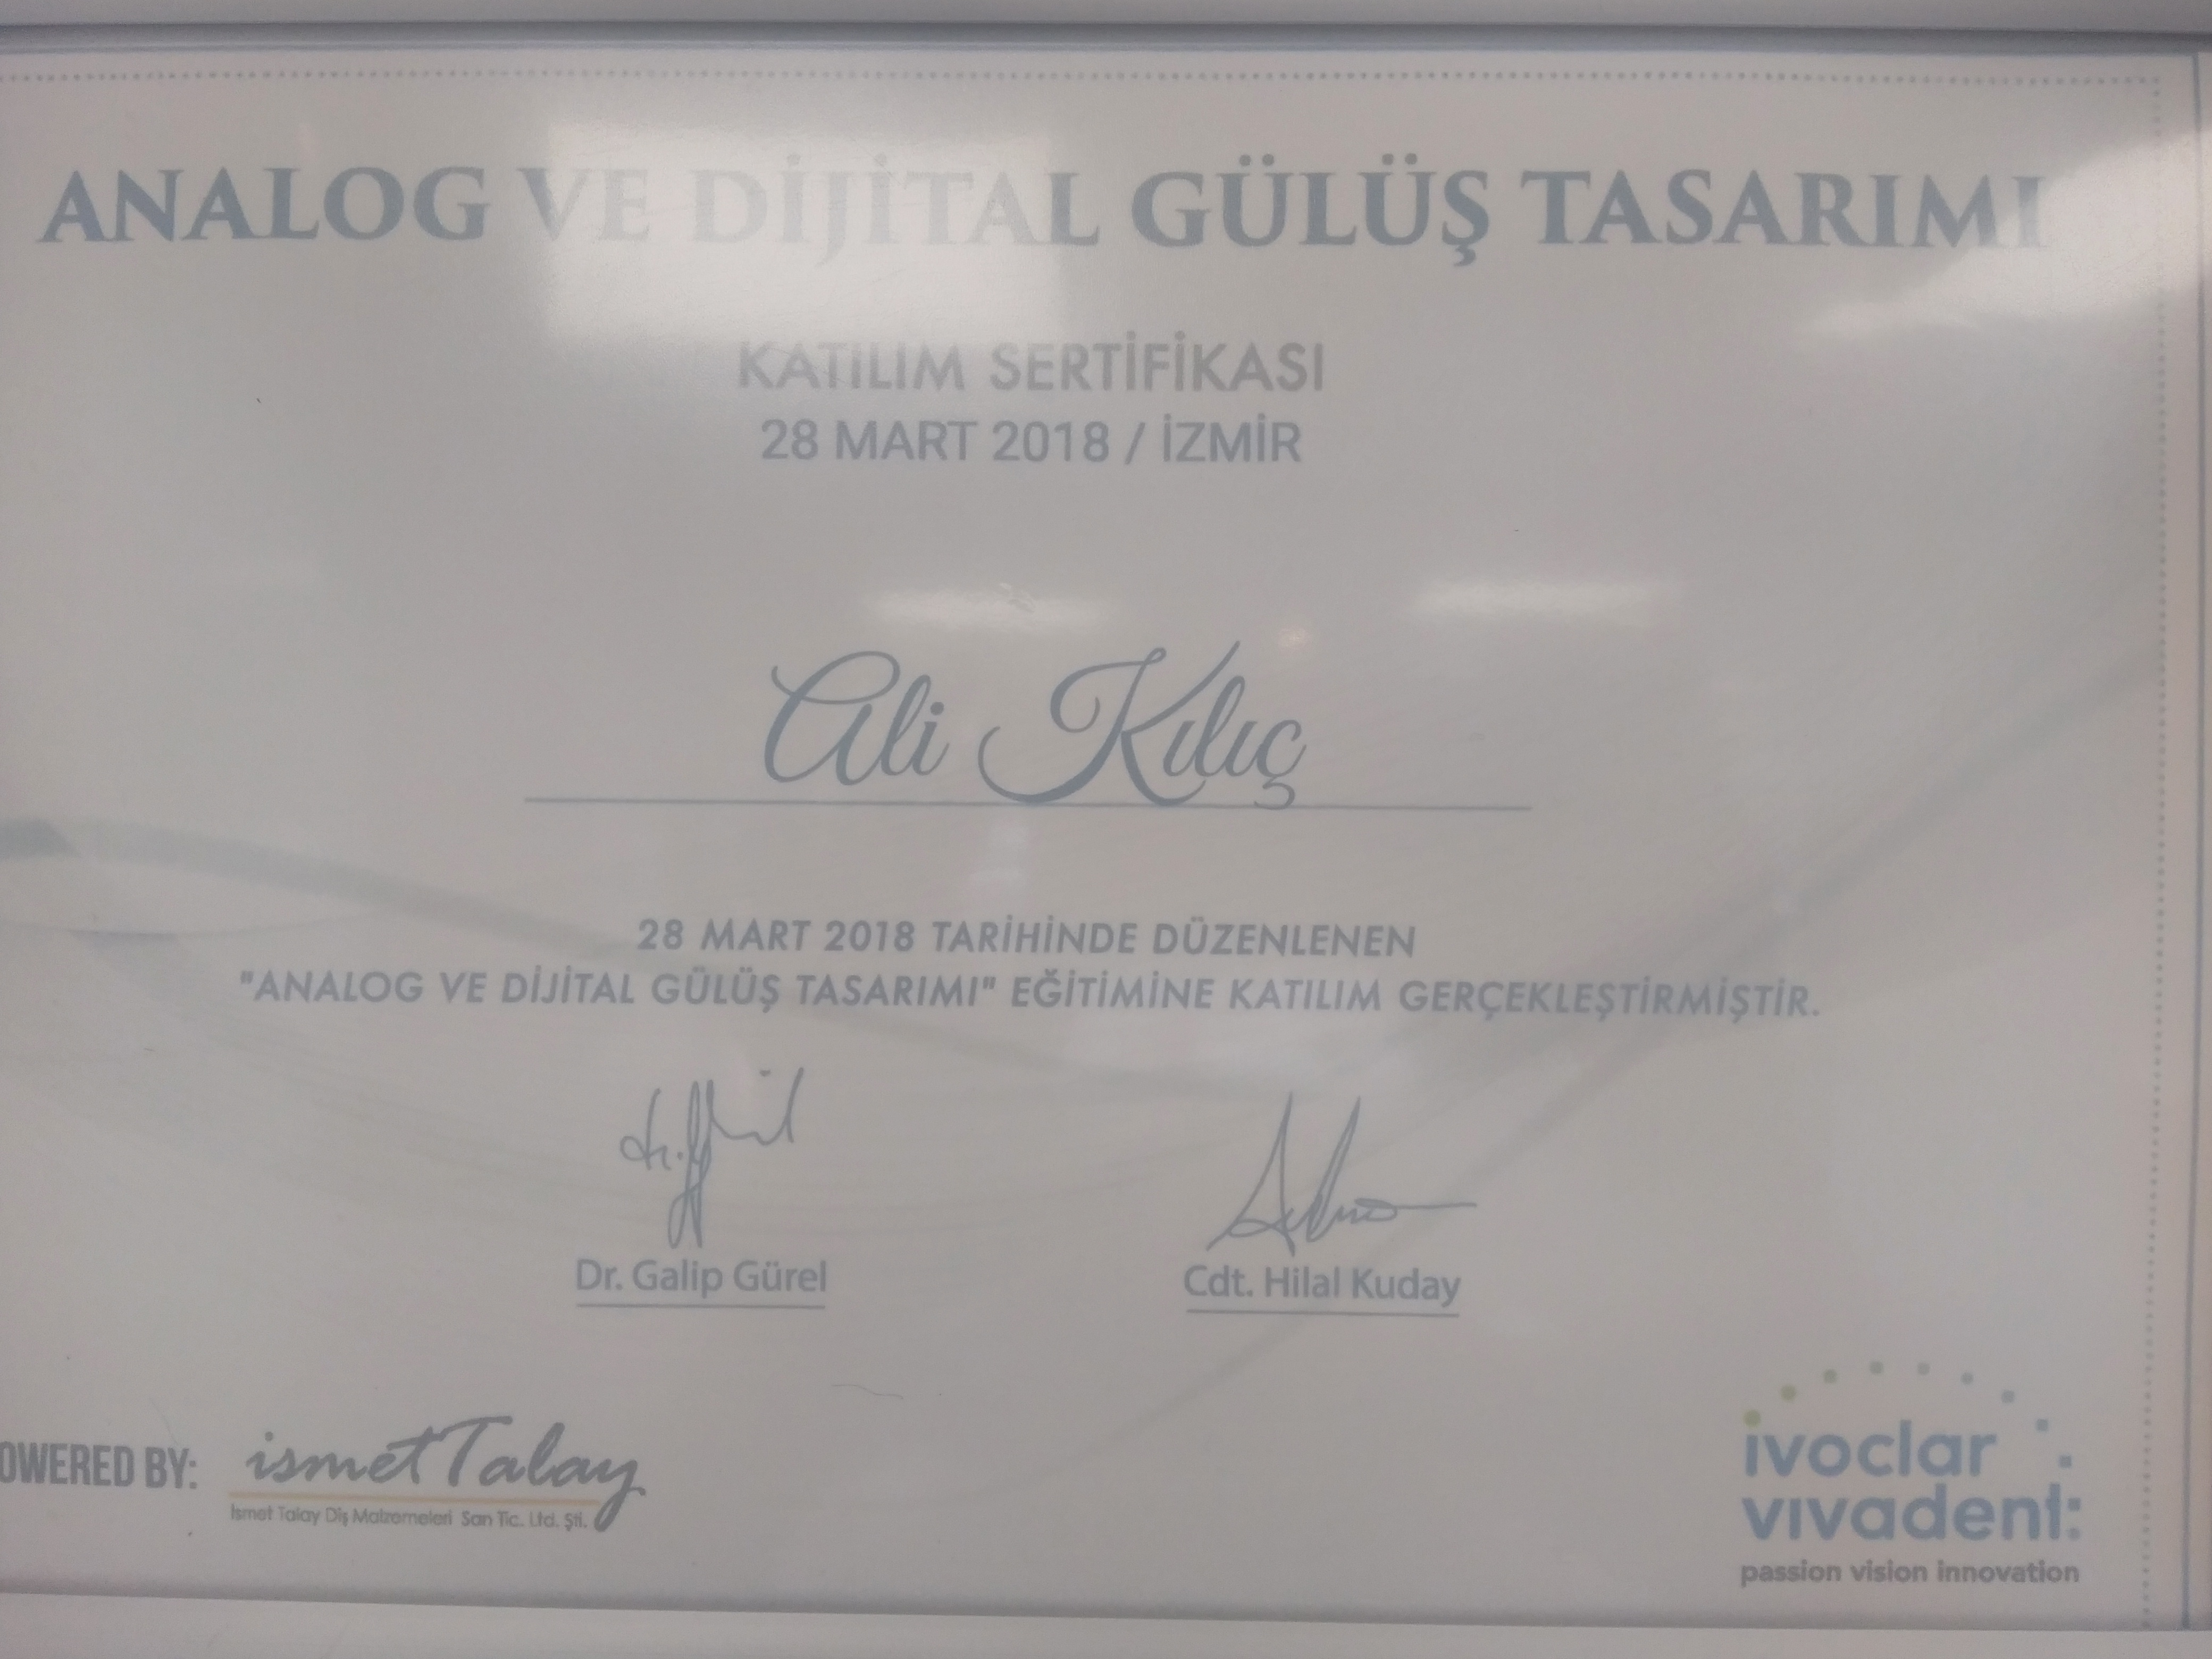 ANALOG VE DİJİTAL GÜLÜŞ TASARIMI
KATILIM SERTİFİKASI
28 MART 2018 / İZMİR
Ali Kılıç
28 MART 2018 TARİHİNDE DÜZENLENEN
"ANALOG VE DİJİTAL GÜLÜŞ TASARIMI" EĞİTİMİNE KATILIM GERÇEKLEŞTİRMİŞTİR.
Dr. Galip Gürel
Cdt. Hilal Kuday
OWERED BY:
ismet Talay
İsmet Talay Diş Malzemeleri San Tic. Ltd. Şti.
ivoclar
vivadent:
passion vision innovation